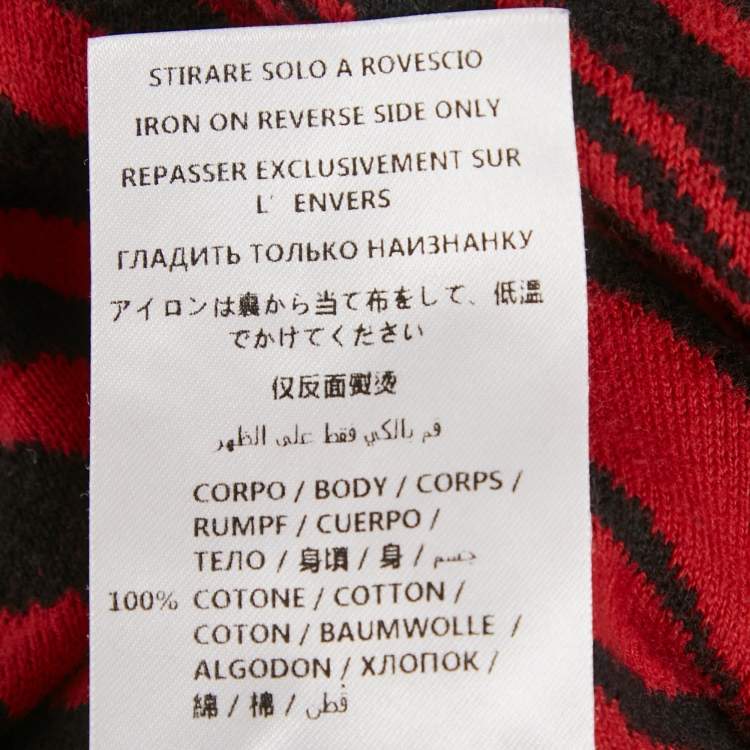 STIRARE SOLO A ROVESCIO
IRON ON REVERSE SIDE ONLY
REPASSER EXCLUSIVEMENT SUR
L' ENVERS
ГЛАДИТЬ ТОЛЬКО НАИЗНАНКУ
アイロンは裏から当て布をして、低温
でかけてください
仅反面熨烫
قم بالكي فقط على الظهر
CORPO / BODY / CORPS /
RUMPF / CUERPO /
ТЕЛО / 身頃 / 身 / جسم
100% COTONE / COTTON /
COTON / BAUMWOLLE /
ALGODON / ХЛОПОК /
綿 / 棉 / قطن